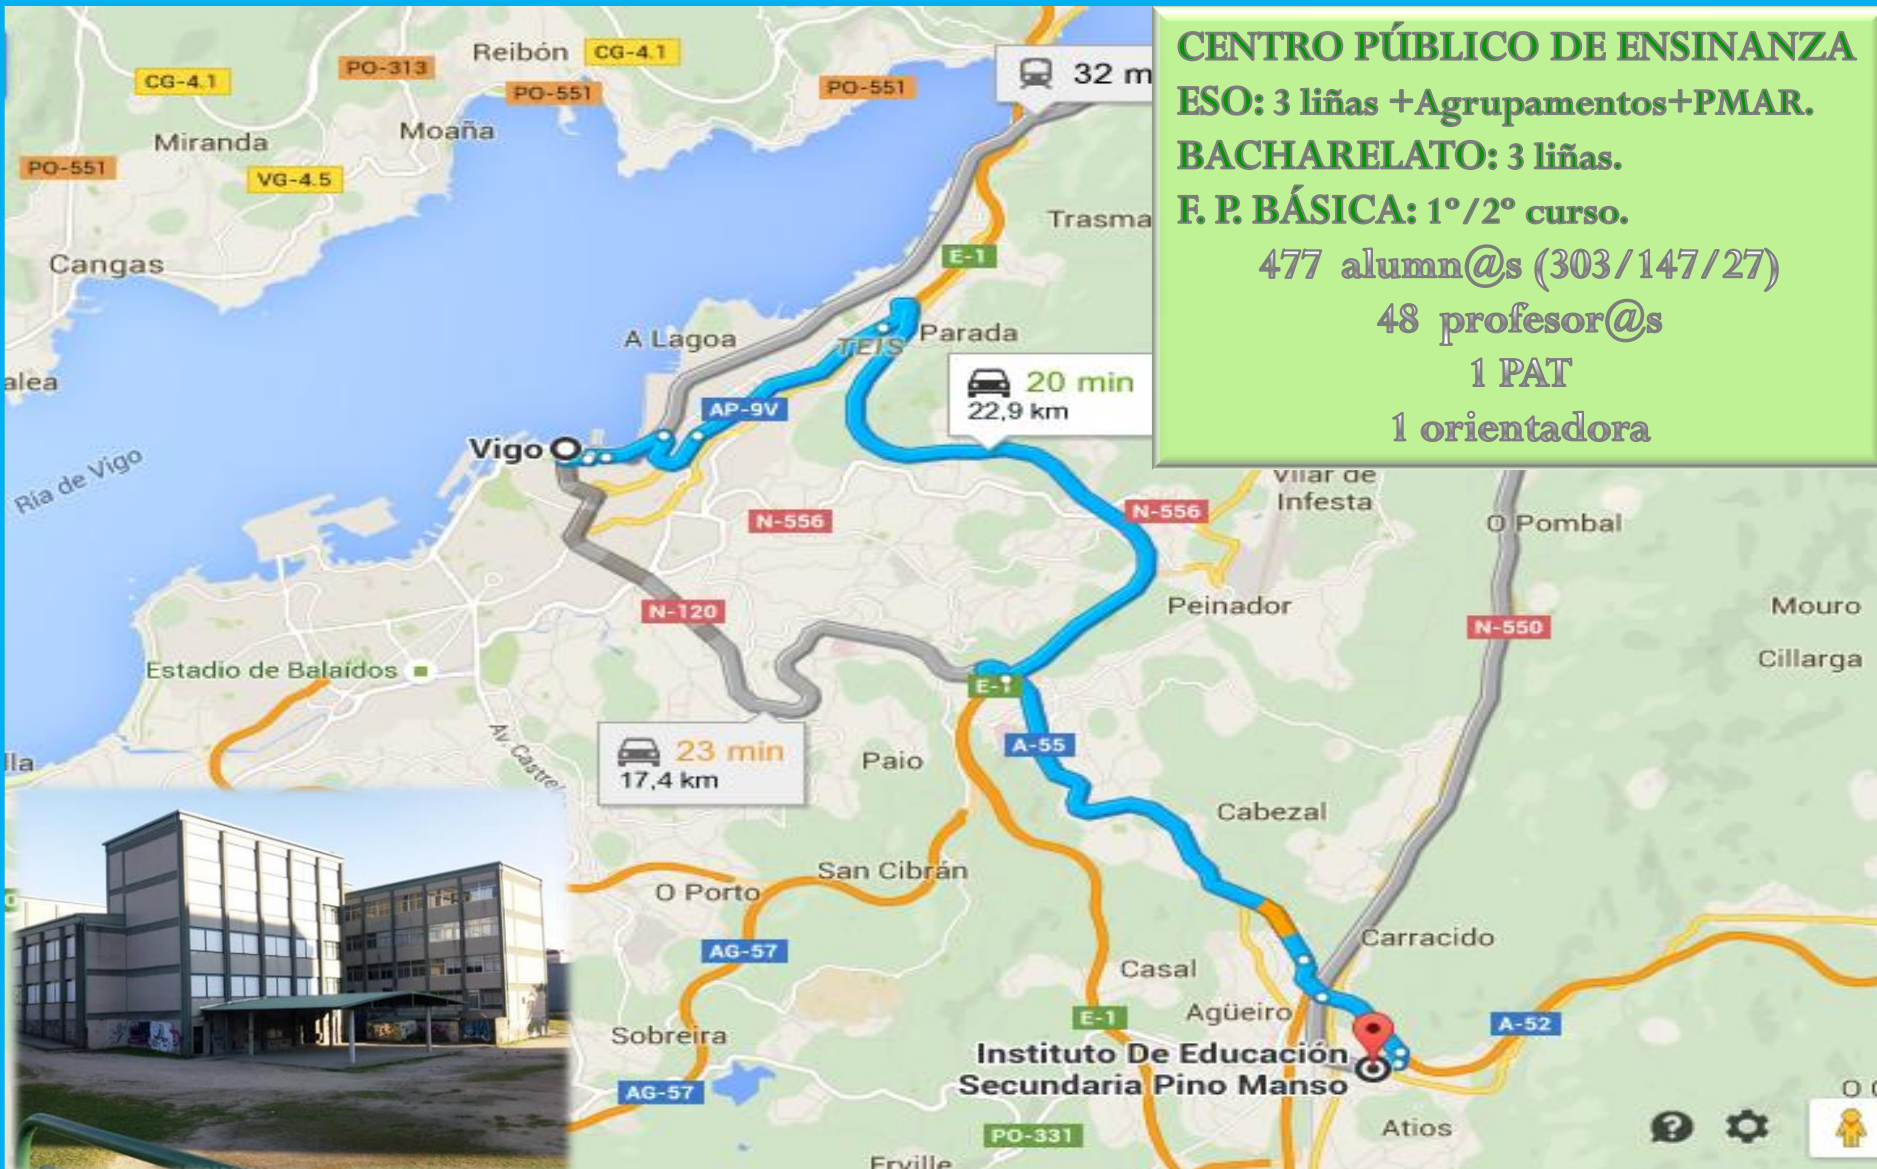 CENTRO PÚBLICO DE ENSINANZA
ESO: 3 liñas +Agrupamentos+PMAR.
BACHARELATO: 3 liñas.
F. P. BÁSICA: 1º/2º curso.
477 alumn@s (303/147/27)
48 profesor@s
1 PAT
1 orientadora
Reibón
CG-4.1
PO-313
CG-4.1
PO-551
PO-551
32 m
Miranda
Moaña
PO-551
VG-4.5
Trasma
Cangas
E-1
A Lagoa
TEIS
Parada
alea
20 min
22,9 km
AP-9V
Vigo
Ría de Vigo
Vilar de
Infesta
N-556
N-556
O Pombal
N-120
Peinador
Mouro
N-550
Estadio de Balaídos
Cillarga
E-1
Av. Castrel
23 min
17,4 km
Paio
A-55
lla
Cabezal
San Cibrán
O Porto
AG-57
Carracido
Casal
Agüeiro
E-1
A-52
Sobreira
Instituto De Educación
Secundaria Pino Manso
AG-57
PO-331
Atios
Erville